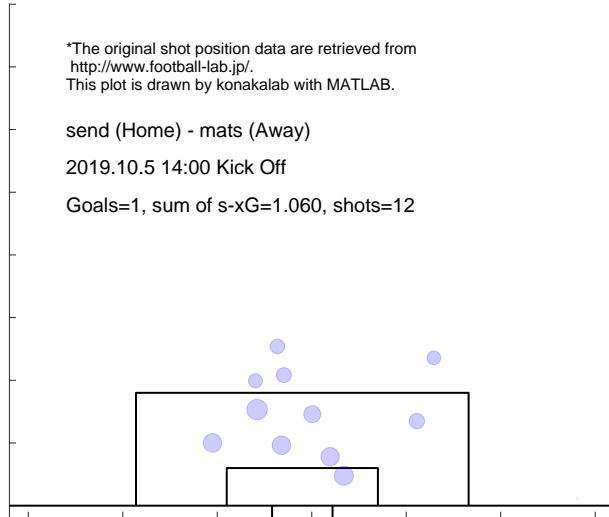 *The original shot position data are retrieved from
http://www.football-lab.jp/.
This plot is drawn by konakalab with MATLAB.
send (Home) - mats (Away)
2019.10.5 14:00 Kick Off
Goals=1, sum of s-xG=1.060, shots=12